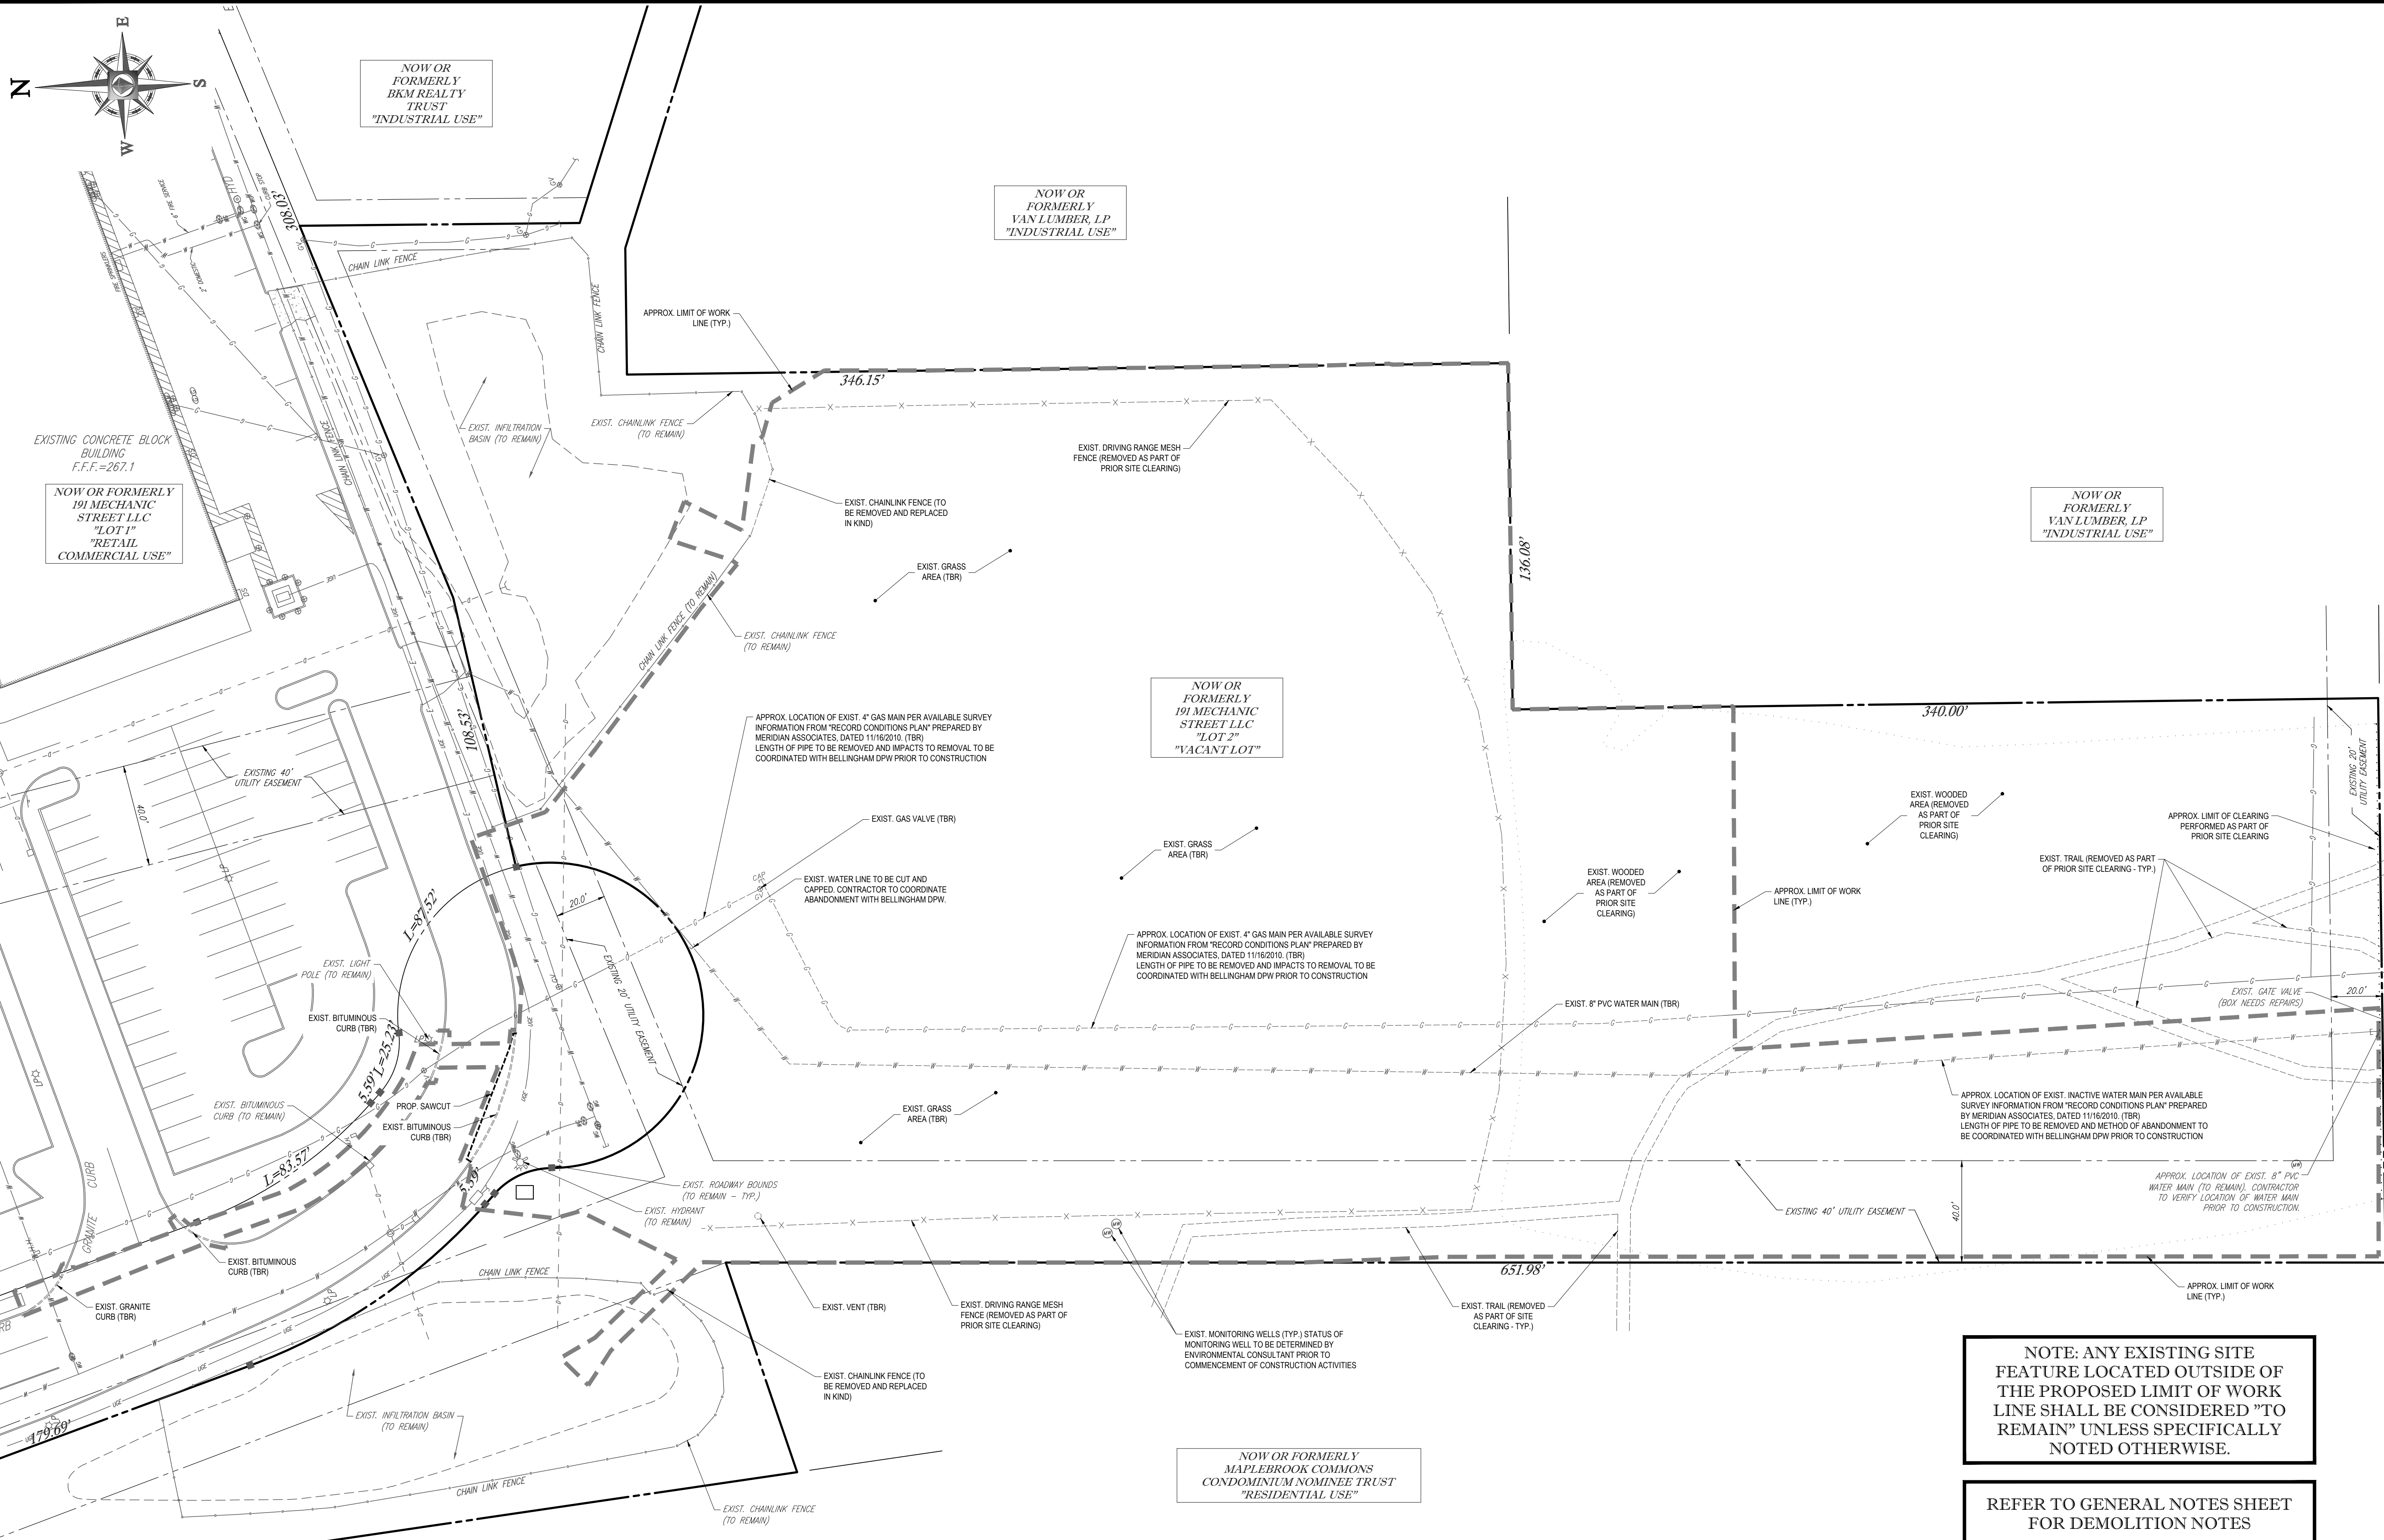 E
N
S
W
NOW OR
FORMERLY
BKM REALTY
TRUST
"INDUSTRIAL USE"
NOW OR
FORMERLY
VAN LUMBER, LP
"INDUSTRIAL USE"
308.03'
6" FIRE SERVICE
2" DOMESTIC
FIRE SPRINKLERS
CURB STOP
HYD
GV
GV
GV
CHAIN LINK FENCE
CHAIN LINK FENCE
APPROX. LIMIT OF WORK
LINE (TYP.)
346.15'
EXIST. INFILTRATION
BASIN (TO REMAIN)
EXIST. CHAINLINK FENCE
(TO REMAIN)
EXIST. DRIVING RANGE MESH
FENCE (REMOVED AS PART OF
PRIOR SITE CLEARING)
EXISTING CONCRETE BLOCK
BUILDING
F.F.F.=267.1
NOW OR FORMERLY
191 MECHANIC
STREET LLC
"LOT 1"
"RETAIL
COMMERCIAL USE"
CHAIN LINK FENCE
EXIST. CHAINLINK FENCE (TO
BE REMOVED AND REPLACED
IN KIND)
NOW OR
FORMERLY
VAN LUMBER, LP
"INDUSTRIAL USE"
136.08'
EXIST. GRASS
AREA (TBR)
DS
CHAIN LINK FENCE (TO REMAIN)
EXIST. CHAINLINK FENCE
(TO REMAIN)
NOW OR
FORMERLY
191 MECHANIC
STREET LLC
"LOT 2"
"VACANT LOT"
340.00'
108.53'
APPROX. LOCATION OF EXIST. 4" GAS MAIN PER AVAILABLE SURVEY
INFORMATION FROM "RECORD CONDITIONS PLAN" PREPARED BY
MERIDIAN ASSOCIATES, DATED 11/16/2010. (TBR)
LENGTH OF PIPE TO BE REMOVED AND IMPACTS TO REMOVAL TO BE
COORDINATED WITH BELLINGHAM DPW PRIOR TO CONSTRUCTION
EXISTING 20'
UTILITY EASEMENT
EXISTING 40'
UTILITY EASEMENT
40.0'
EXIST. WOODED
AREA (REMOVED
AS PART OF
PRIOR SITE
CLEARING)
APPROX. LIMIT OF CLEARING
PERFORMED AS PART OF
PRIOR SITE CLEARING
EXIST. GAS VALVE (TBR)
EXIST. GRASS
AREA (TBR)
EXIST. TRAIL (REMOVED AS PART
OF PRIOR SITE CLEARING - TYP.)
LP
CAP
GV
EXIST. WATER LINE TO BE CUT AND
CAPPED. CONTRACTOR TO COORDINATE
ABANDONMENT WITH BELLINGHAM DPW.
EXIST. WOODED
AREA (REMOVED
AS PART OF
PRIOR SITE
CLEARING)
APPROX. LIMIT OF WORK
LINE (TYP.)
L=87.52'
20.0'
EXISTING 20' UTILITY EASEMENT
APPROX. LOCATION OF EXIST. 4" GAS MAIN PER AVAILABLE SURVEY
INFORMATION FROM "RECORD CONDITIONS PLAN" PREPARED BY
MERIDIAN ASSOCIATES, DATED 11/16/2010. (TBR)
LENGTH OF PIPE TO BE REMOVED AND IMPACTS TO REMOVAL TO BE
COORDINATED WITH BELLINGHAM DPW PRIOR TO CONSTRUCTION
EXIST. LIGHT
POLE (TO REMAIN)
EXIST. 8" PVC WATER MAIN (TBR)
EXIST. GATE VALVE
(BOX NEEDS REPAIRS)
20.0'
EXIST. BITUMINOUS
CURB (TBR)
L=25.23'
5.59'
LP
EXIST. BITUMINOUS
CURB (TO REMAIN)
PROP. SAWCUT
EXIST. BITUMINOUS
CURB (TBR)
UGE
EXIST. GRASS
AREA (TBR)
APPROX. LOCATION OF EXIST. INACTIVE WATER MAIN PER AVAILABLE
SURVEY INFORMATION FROM "RECORD CONDITIONS PLAN" PREPARED
BY MERIDIAN ASSOCIATES, DATED 11/16/2010. (TBR)
LENGTH OF PIPE TO BE REMOVED AND METHOD OF ABANDONMENT TO
BE COORDINATED WITH BELLINGHAM DPW PRIOR TO CONSTRUCTION
L=83.57'
5.59'
GRANITE CURB
EXIST. ROADWAY BOUNDS
(TO REMAIN - TYP.)
EXIST. HYDRANT
(TO REMAIN)
MW
APPROX. LOCATION OF EXIST. 8" PVC
WATER MAIN (TO REMAIN). CONTRACTOR
TO VERIFY LOCATION OF WATER MAIN
PRIOR TO CONSTRUCTION.
EXISTING 40' UTILITY EASEMENT
40.0'
MW
MW
EXIST. BITUMINOUS
CURB (TBR)
CHAIN LINK FENCE
651.98'
APPROX. LIMIT OF WORK
LINE (TYP.)
EXIST. GRANITE
CURB (TBR)
LP
EXIST. VENT (TBR)
EXIST. DRIVING RANGE MESH
FENCE (REMOVED AS PART OF
PRIOR SITE CLEARING)
EXIST. TRAIL (REMOVED
AS PART OF SITE
CLEARING - TYP.)
EXIST. MONITORING WELLS (TYP.) STATUS OF
MONITORING WELL TO BE DETERMINED BY
ENVIRONMENTAL CONSULTANT PRIOR TO
COMMENCEMENT OF CONSTRUCTION ACTIVITIES
EXIST. CHAINLINK FENCE (TO
BE REMOVED AND REPLACED
IN KIND)
NOTE: ANY EXISTING SITE
FEATURE LOCATED OUTSIDE OF
THE PROPOSED LIMIT OF WORK
LINE SHALL BE CONSIDERED "TO
REMAIN" UNLESS SPECIFICALLY
NOTED OTHERWISE.
EXIST. INFILTRATION BASIN
(TO REMAIN)
179.69'
NOW OR FORMERLY
MAPLEBROOK COMMONS
CONDOMINIUM NOMINEE TRUST
"RESIDENTIAL USE"
CHAIN LINK FENCE
EXIST. CHAINLINK FENCE
(TO REMAIN)
REFER TO GENERAL NOTES SHEET
FOR DEMOLITION NOTES